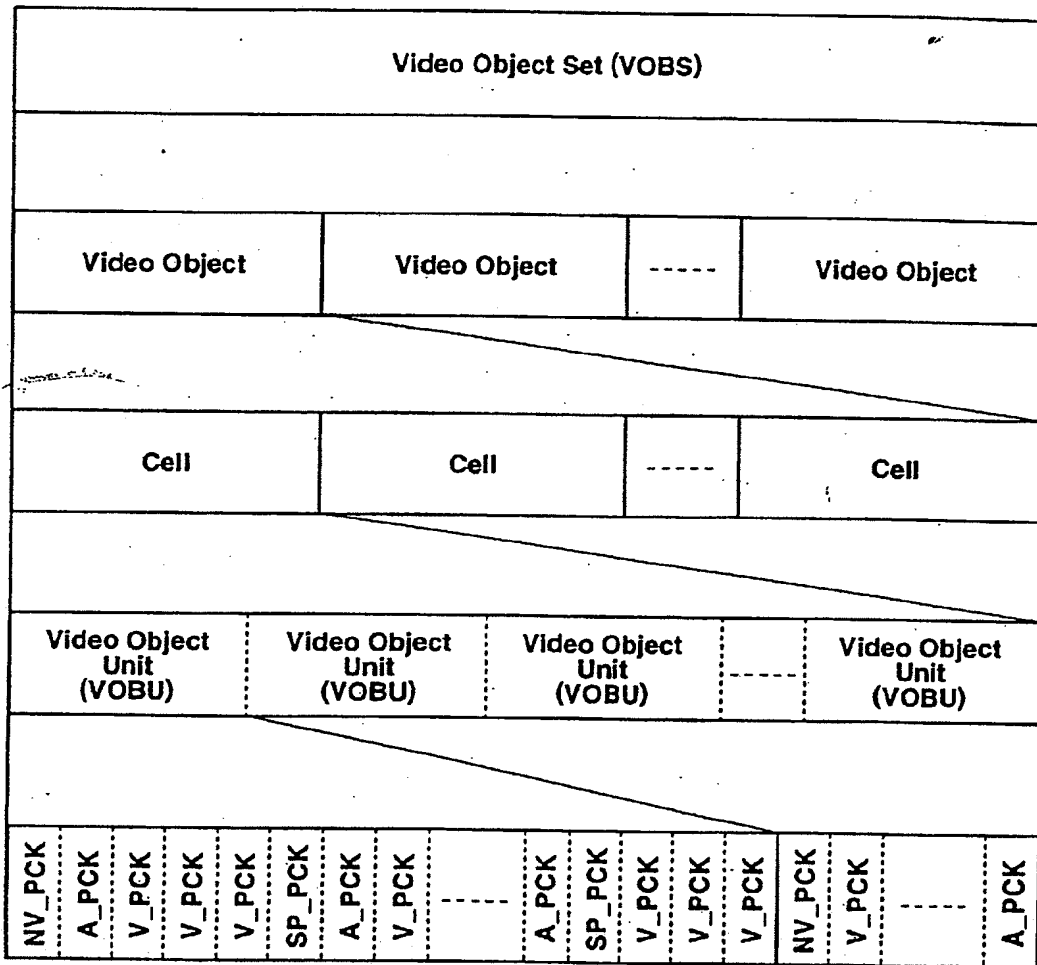 Video Object Set (VOBS)
Video Object
Video Object
-----
Video Object
Cell
Cell
-----
Cell
Video Object
Unit
(VOBU)
Video Object
Unit
(VOBU)
Video Object
Unit
(VOBU)
-----
Video Object
Unit
(VOBU)
NV_PCK
A_PCK
V_PCK
V_PCK
V_PCK
SP_PCK
A_PCK
V_PCK
-----
A_PCK
SP_PCK
V_PCK
V_PCK
V_PCK
NV_PCK
V_PCK
-----
A_PCK